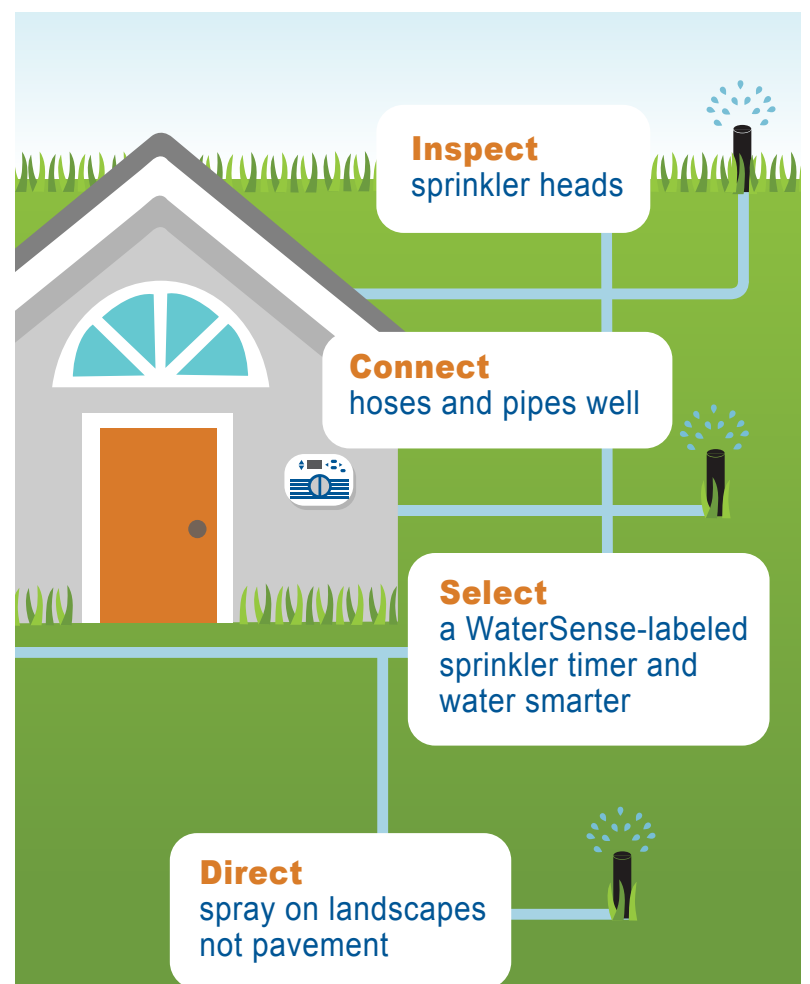 Inspect
sprinkler heads
Connect
hoses and pipes well
Select
a WaterSense-labeled
sprinkler timer and
water smarter
Direct
spray on landscapes
not pavement